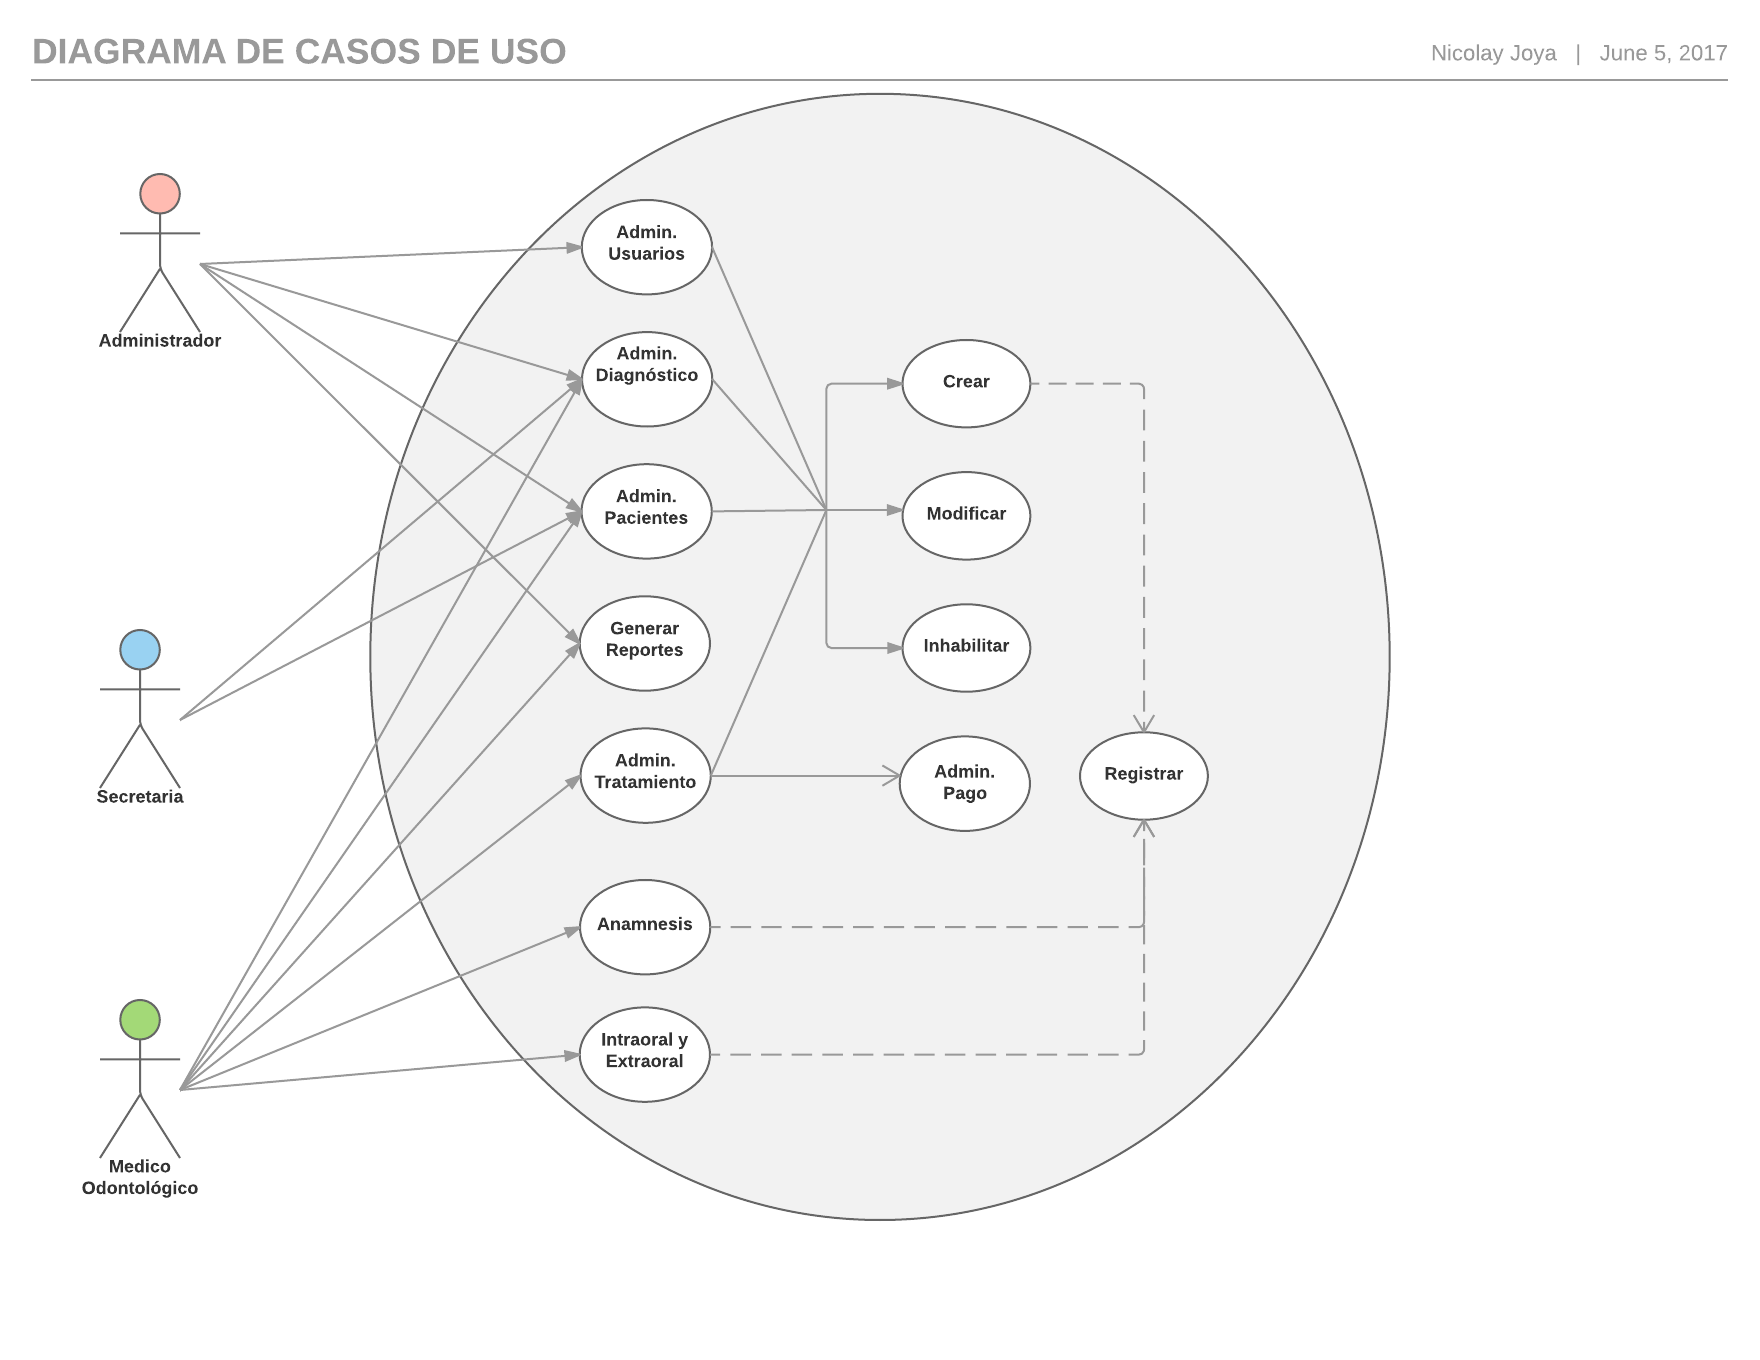 DIAGRAMA DE CASOS DE USO
Nicolay Joya | June 5, 2017
Administrador
Secretaria
Medico
Odontológico
Admin.
Usuarios
Admin.
Diagnóstico
Admin.
Pacientes
Generar
Reportes
Admin.
Tratamiento
Anamnesis
Intraoral y
Extraoral
Crear
Modificar
Inhabilitar
Admin.
Pago
Registrar